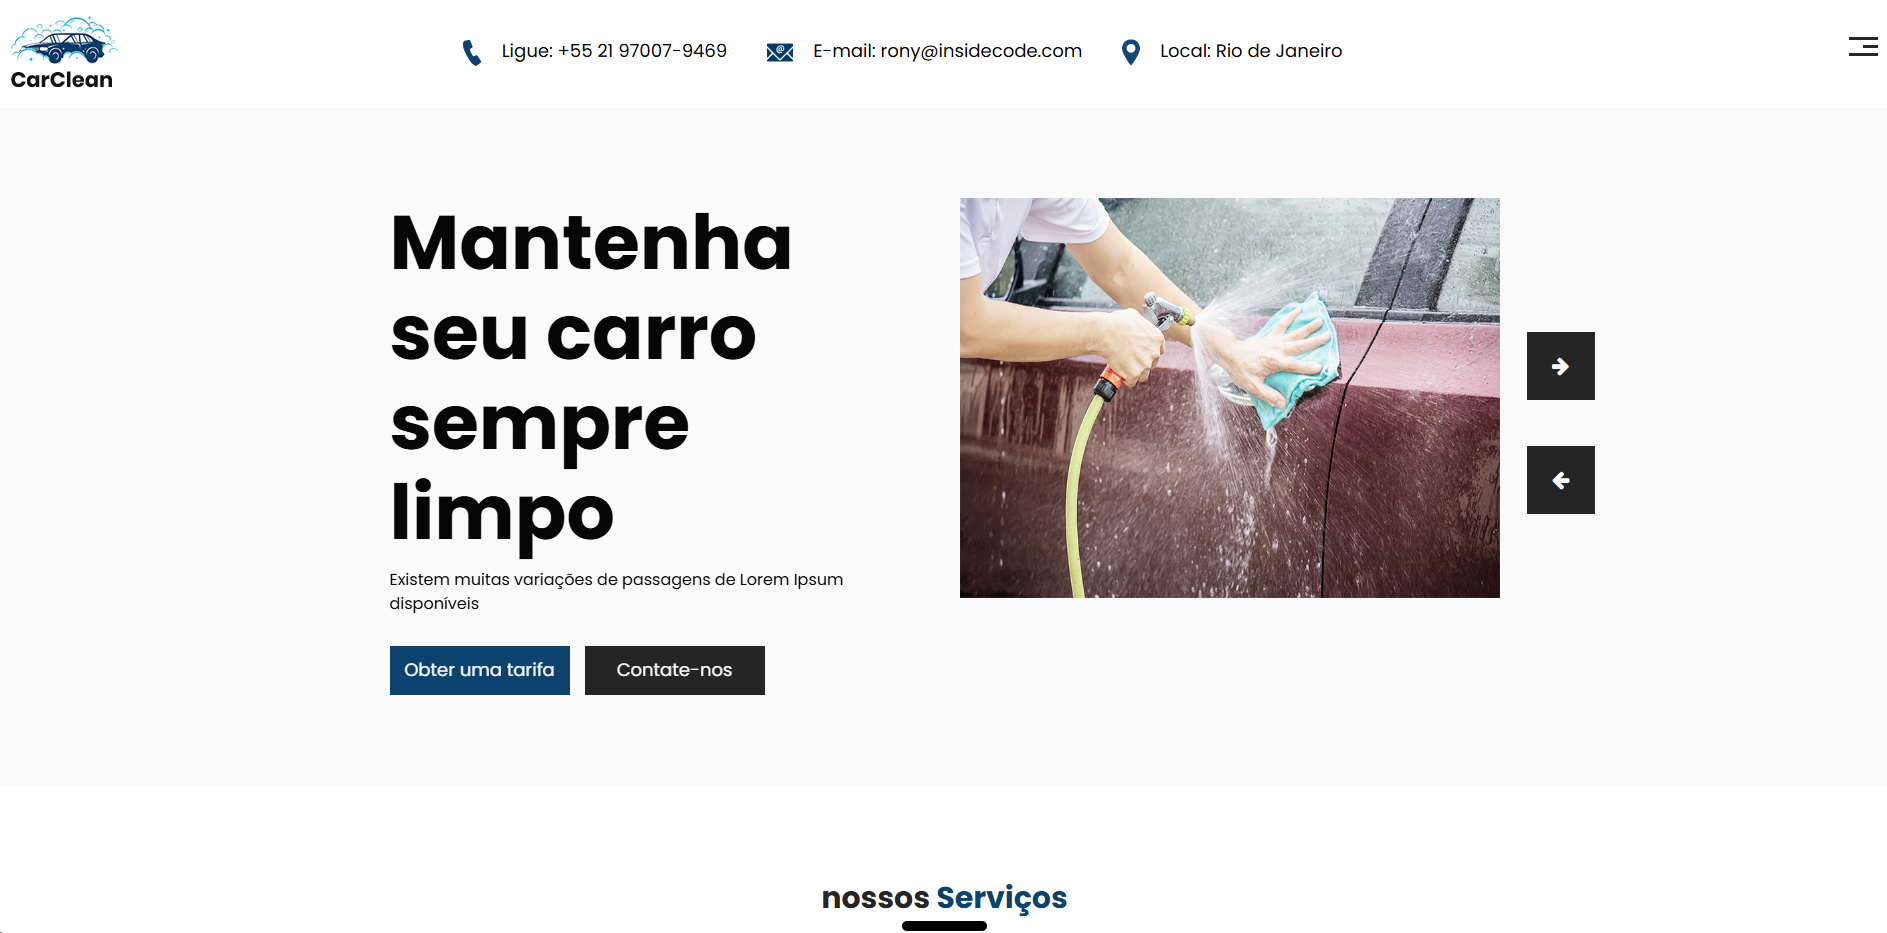 CarClean
Ligue: +55 21 97007-9469
E-mail: rony@insidecode.com
Local: Rio de Janeiro
Mantenha
seu carro
sempre
limpo
Existem muitas variações de passagens de Lorem Ipsum
disponíveis
Obter uma tarifa
Contate-nos
nossos Serviços